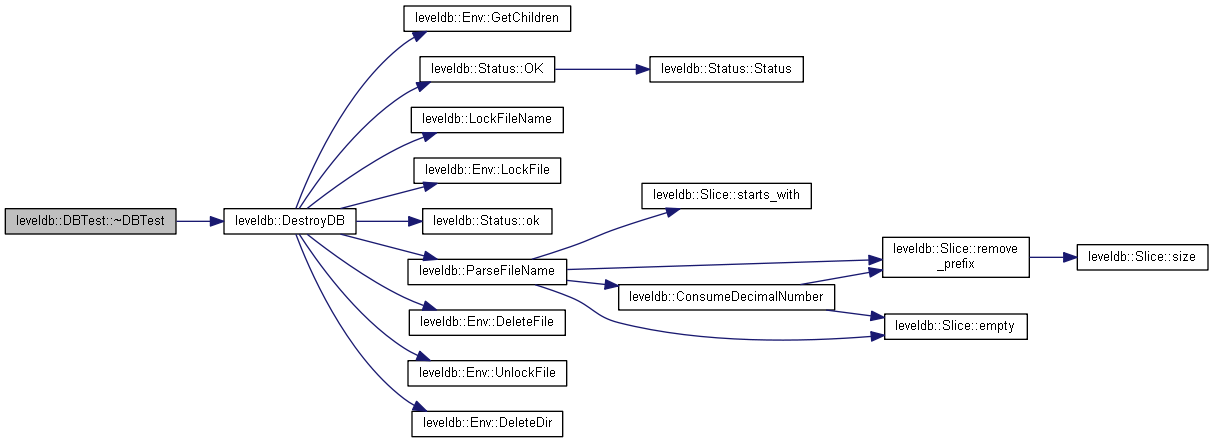 leveldb::Env::GetChildren
leveldb::Status::OK
leveldb::Status::Status
leveldb::LockFileName
leveldb::Env::LockFile
leveldb::Slice::starts_with
leveldb::DBTest::~DBTest
leveldb::DestroyDB
leveldb::Status::ok
leveldb::Slice::remove
_prefix
leveldb::Slice::size
leveldb::ParseFileName
leveldb::ConsumeDecimalNumber
leveldb::Env::DeleteFile
leveldb::Slice::empty
leveldb::Env::UnlockFile
leveldb::Env::DeleteDir